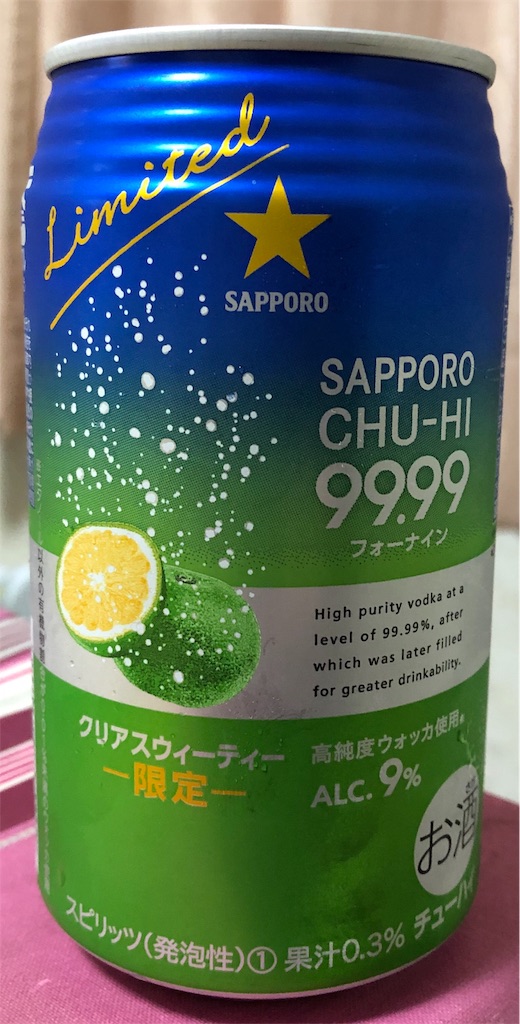 Limited
SAPPORO
SAPPORO
CHU-HI
99.99
フォーナイン
High purity vodka at a
level of 99.99%, after
which was later filled
for greater drinkability.
クリアスウィーティー
ー限定ー
高純度ウォッカ使用。
ALC. 9%
お酒
スピリッツ(発泡性)① 果汁0.3% チューハイ